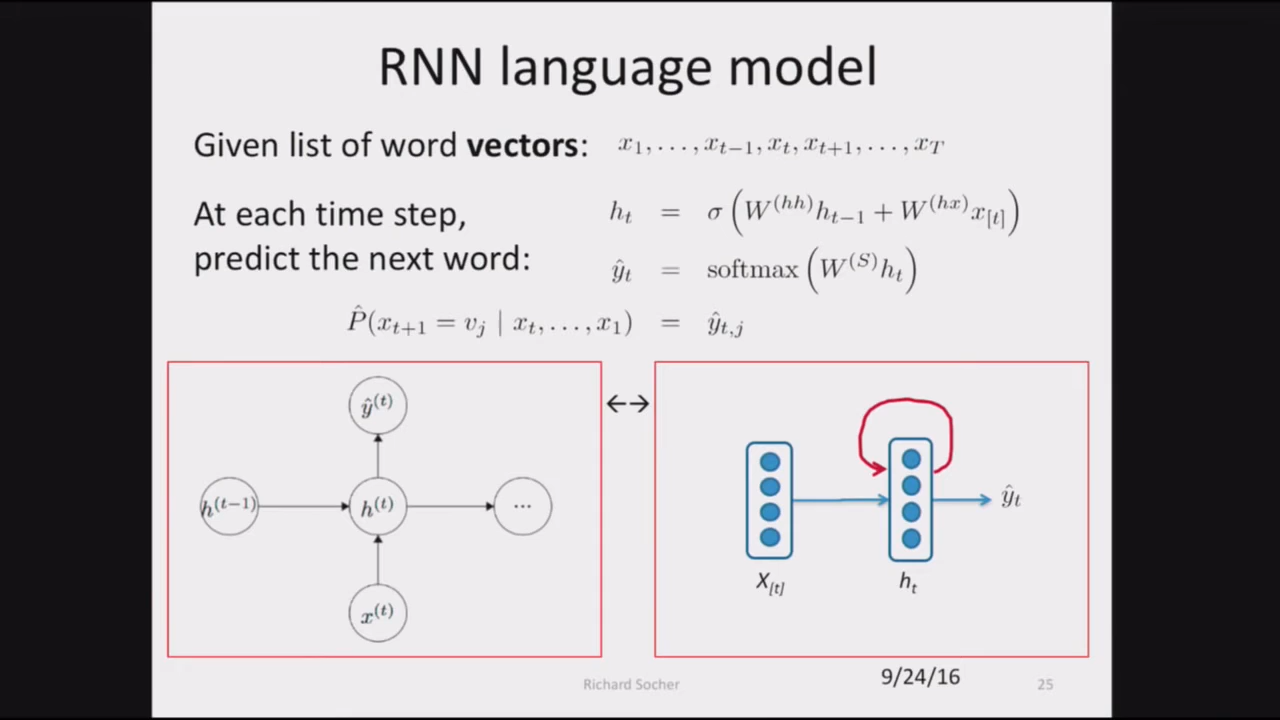 RNN language model
Given list of word vectors: x_1, ..., x_{t−1}, x_t, x_{t+1}, ..., x_T
At each time step,
predict the next word:
h_t = σ(W^{(hh)}h_{t−1} + W^{(hx)}x_{[t]})
ŷ_t = softmax(W^{(S)}h_t)
P̂(x_{t+1} = v_j | x_t, ..., x_1) = ŷ_{t,j}
ŷ^{(t)}
h^{(t−1)}
h^{(t)}
...
x^{(t)}
↔
ŷ_t
X_{[t]}
h_t
Richard Socher
9/24/16
25